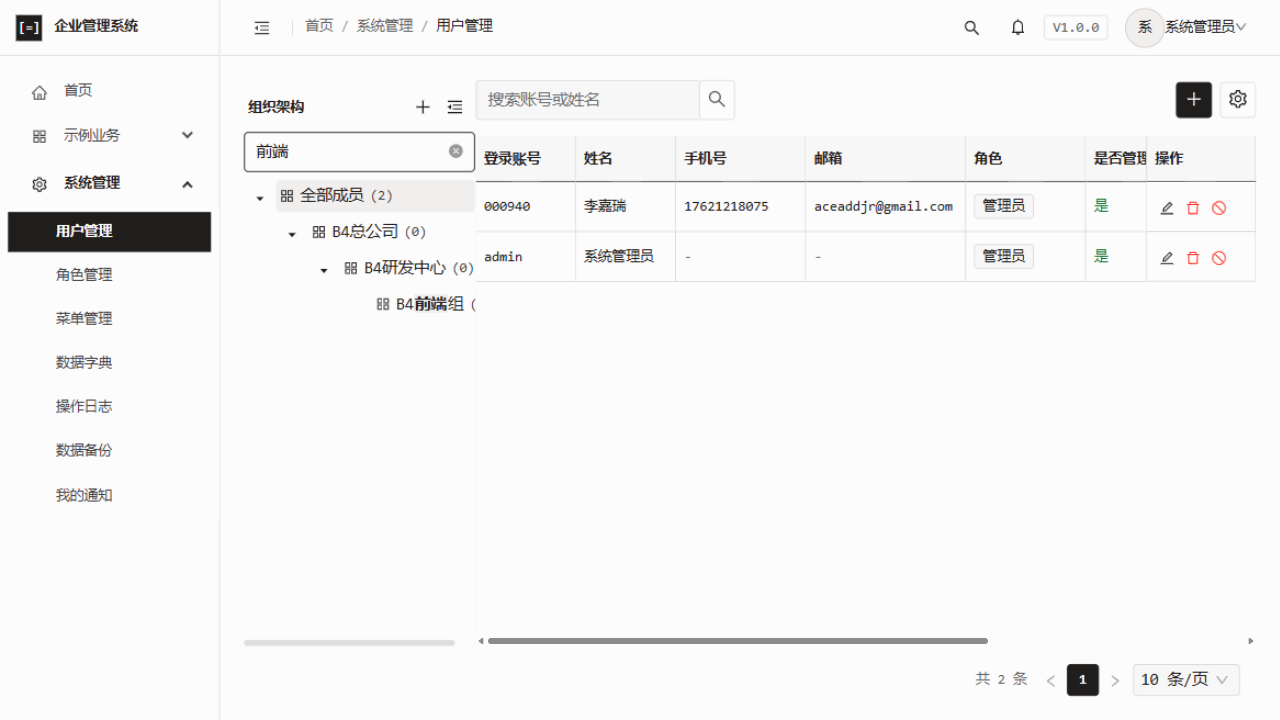 [=] 企业管理系统
首页 / 系统管理 / 用户管理
V1.0.0
系 系统管理员
首页
示例业务
系统管理
用户管理
角色管理
菜单管理
数据字典
操作日志
数据备份
我的通知
组织架构
前端
全部成员 (2)
B4总公司 (0)
B4研发中心 (0)
B4前端组 (
搜索账号或姓名
登录账号 姓名 手机号 邮箱 角色 是否管理 操作
000940 李嘉瑞 17621218075 aceaddjr@gmail.com 管理员 是
admin 系统管理员 - - 管理员 是
共 2 条 < 1 > 10 条/页